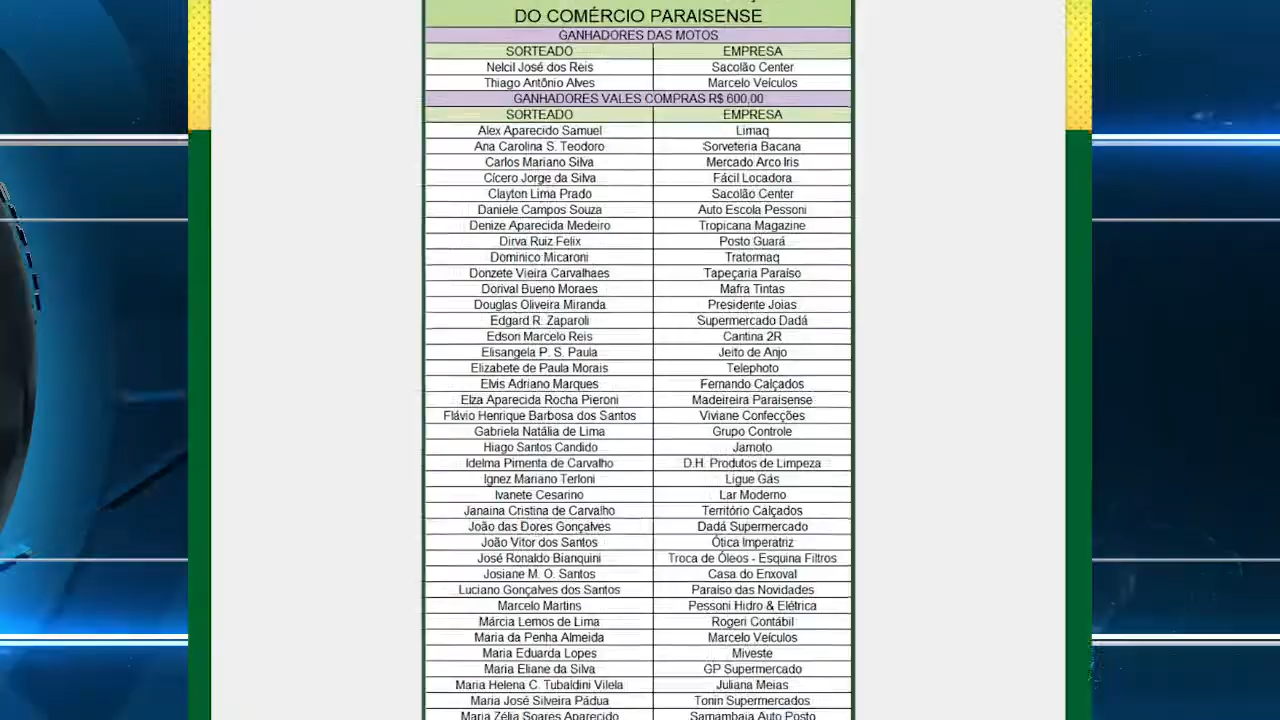 DO COMÉRCIO PARAISENSE
GANHADORES DAS MOTOS
SORTEADO EMPRESA
Nelcil José dos Reis Sacolão Center
Thiago Antônio Alves Marcelo Veículos
GANHADORES VALES COMPRAS R$ 600,00
SORTEADO EMPRESA
Alex Aparecido Samuel Limaq
Ana Carolina S. Teodoro Sorveteria Bacana
Carlos Mariano Silva Mercado Arco Iris
Cícero Jorge da Silva Fácil Locadora
Clayton Lima Prado Sacolão Center
Daniele Campos Souza Auto Escola Pessoni
Denize Aparecida Medeiro Tropicana Magazine
Dirva Ruiz Felix Posto Guará
Dominico Micaroni Tratormaq
Donzete Vieira Carvalhaes Tapeçaria Paraíso
Dorival Bueno Moraes Mafra Tintas
Douglas Oliveira Miranda Presidente Joias
Edgard R. Zaparoli Supermercado Dadá
Edson Marcelo Reis Cantina 2R
Elisangela P. S. Paula Jeito de Anjo
Elizabete de Paula Morais Telephoto
Elvis Adriano Marques Fernando Calçados
Elza Aparecida Rocha Pieroni Madeireira Paraisense
Flávio Henrique Barbosa dos Santos Viviane Confecções
Gabriela Natália de Lima Grupo Controle
Hiago Santos Candido Jamoto
Idelma Pimenta de Carvalho D.H. Produtos de Limpeza
Ignez Mariano Terloni Ligue Gás
Ivanete Cesarino Lar Moderno
Janaina Cristina de Carvalho Território Calçados
João das Dores Gonçalves Dadá Supermercado
João Vitor dos Santos Ótica Imperatriz
José Ronaldo Bianquini Troca de Óleos - Esquina Filtros
Josiane M. O. Santos Casa do Enxoval
Luciano Gonçalves dos Santos Paraíso das Novidades
Marcelo Martins Pessoni Hidro & Elétrica
Márcia Lemos de Lima Rogeri Contábil
Maria da Penha Almeida Marcelo Veículos
Maria Eduarda Lopes Miveste
Maria Eliane da Silva GP Supermercado
Maria Helena C. Tubaldini Vilela Juliana Meias
Maria José Silveira Pádua Tonin Supermercados
Maria Zélia Soares Aparecido Samambaia Auto Posto